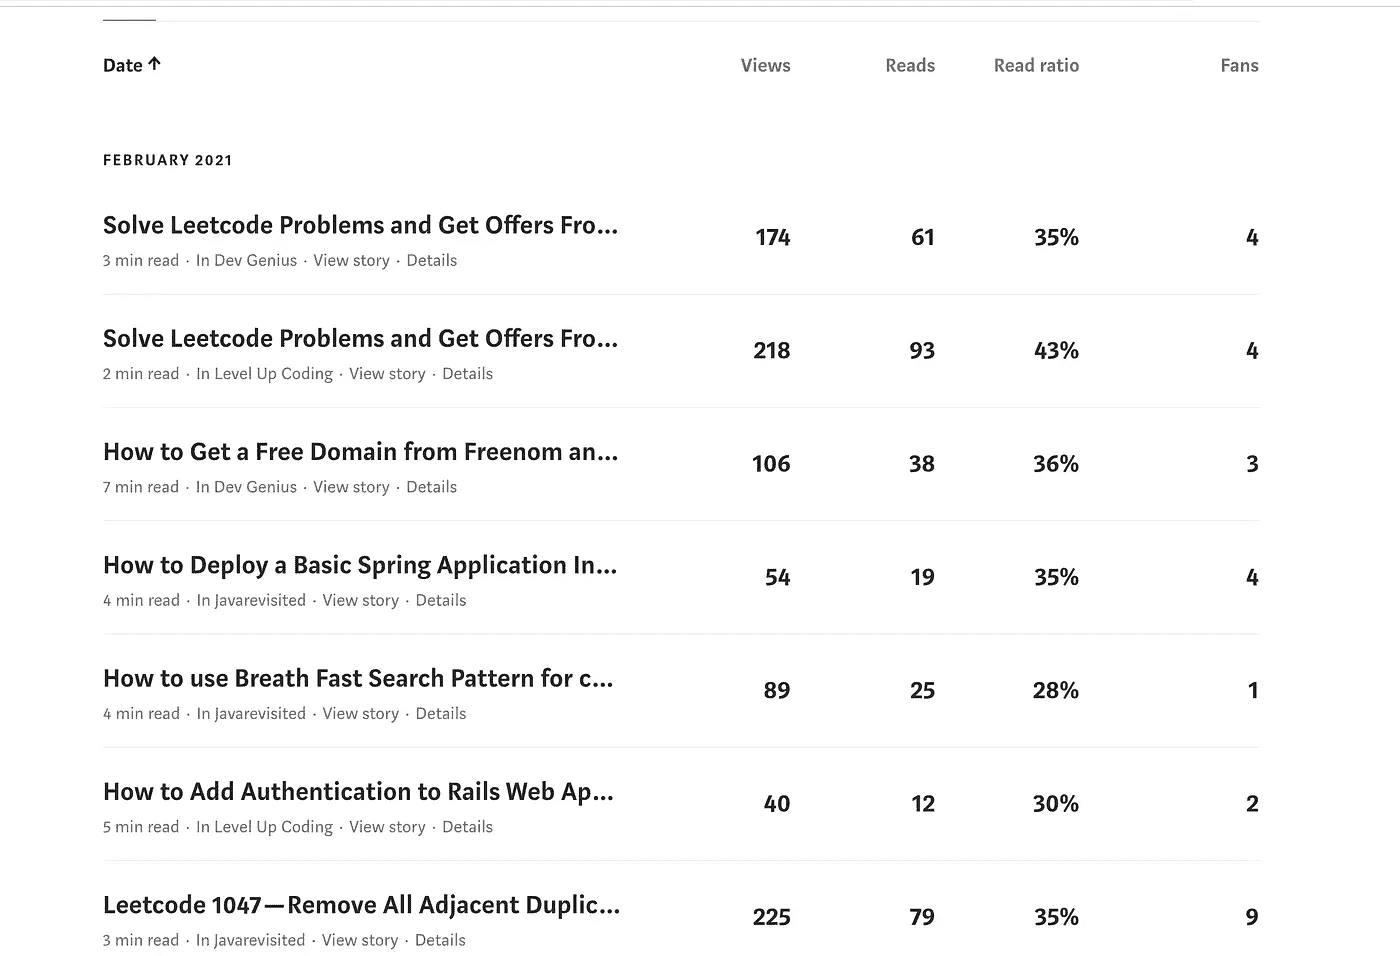 Date ↑ Views Reads Read ratio Fans
FEBRUARY 2021
Solve Leetcode Problems and Get Offers Fro...
174 61 35% 4
3 min read · In Dev Genius · View story · Details
Solve Leetcode Problems and Get Offers Fro...
218 93 43% 4
2 min read · In Level Up Coding · View story · Details
How to Get a Free Domain from Freenom an...
106 38 36% 3
7 min read · In Dev Genius · View story · Details
How to Deploy a Basic Spring Application In...
54 19 35% 4
4 min read · In Javarevisited · View story · Details
How to use Breath Fast Search Pattern for c...
89 25 28% 1
4 min read · In Javarevisited · View story · Details
How to Add Authentication to Rails Web Ap...
40 12 30% 2
5 min read · In Level Up Coding · View story · Details
Leetcode 1047—Remove All Adjacent Duplic...
225 79 35% 9
3 min read · In Javarevisited · View story · Details